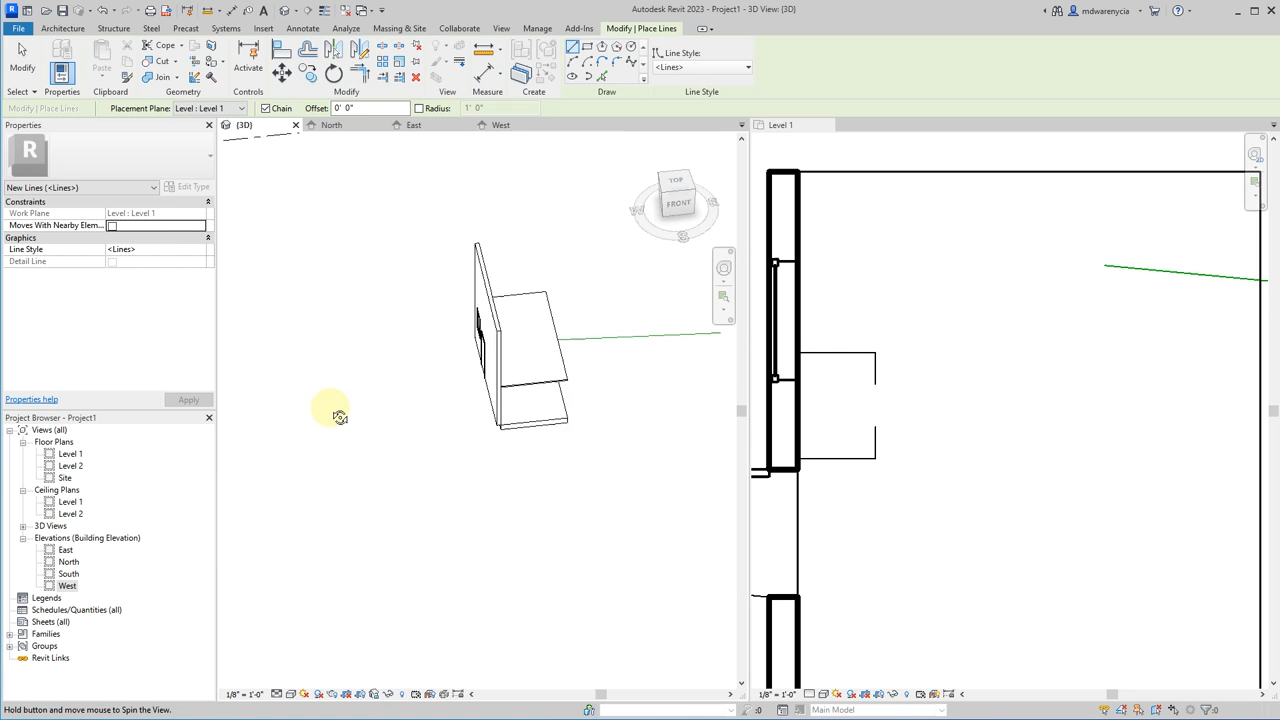 Autodesk Revit 2023 - Project1 - 3D View: {3D}
mdwarenycia
File Architecture Structure Steel Precast Systems Insert Annotate Analyze Massing & Site Collaborate View Manage Add-Ins Modify | Place Lines
Modify
Properties
Paste
Cope
Cut
Join
Activate
Line Style:
<Lines>
Select Properties Clipboard Geometry Controls Modify View Measure Create Draw Line Style
Modify | Place Lines Placement Plane: Level : Level 1 Chain Offset: 0' 0" Radius: 1' 0"
Properties
{3D} North East West
Level 1
R
New Lines (<Lines>) Edit Type
Constraints
Work Plane Level : Level 1
Moves With Nearby Elem...
Graphics
Line Style <Lines>
Detail Line
Properties help Apply
TOP
FRONT
W
S
S
Project Browser - Project1
Views (all)
Floor Plans
Level 1
Level 2
Site
Ceiling Plans
Level 1
Level 2
3D Views
Elevations (Building Elevation)
East
North
South
West
Legends
Schedules/Quantities (all)
Sheets (all)
Families
Groups
Revit Links
1/8" = 1'-0"
1/8" = 1'-0"
Hold button and move mouse to Spin the View.
:0
Main Model
:0